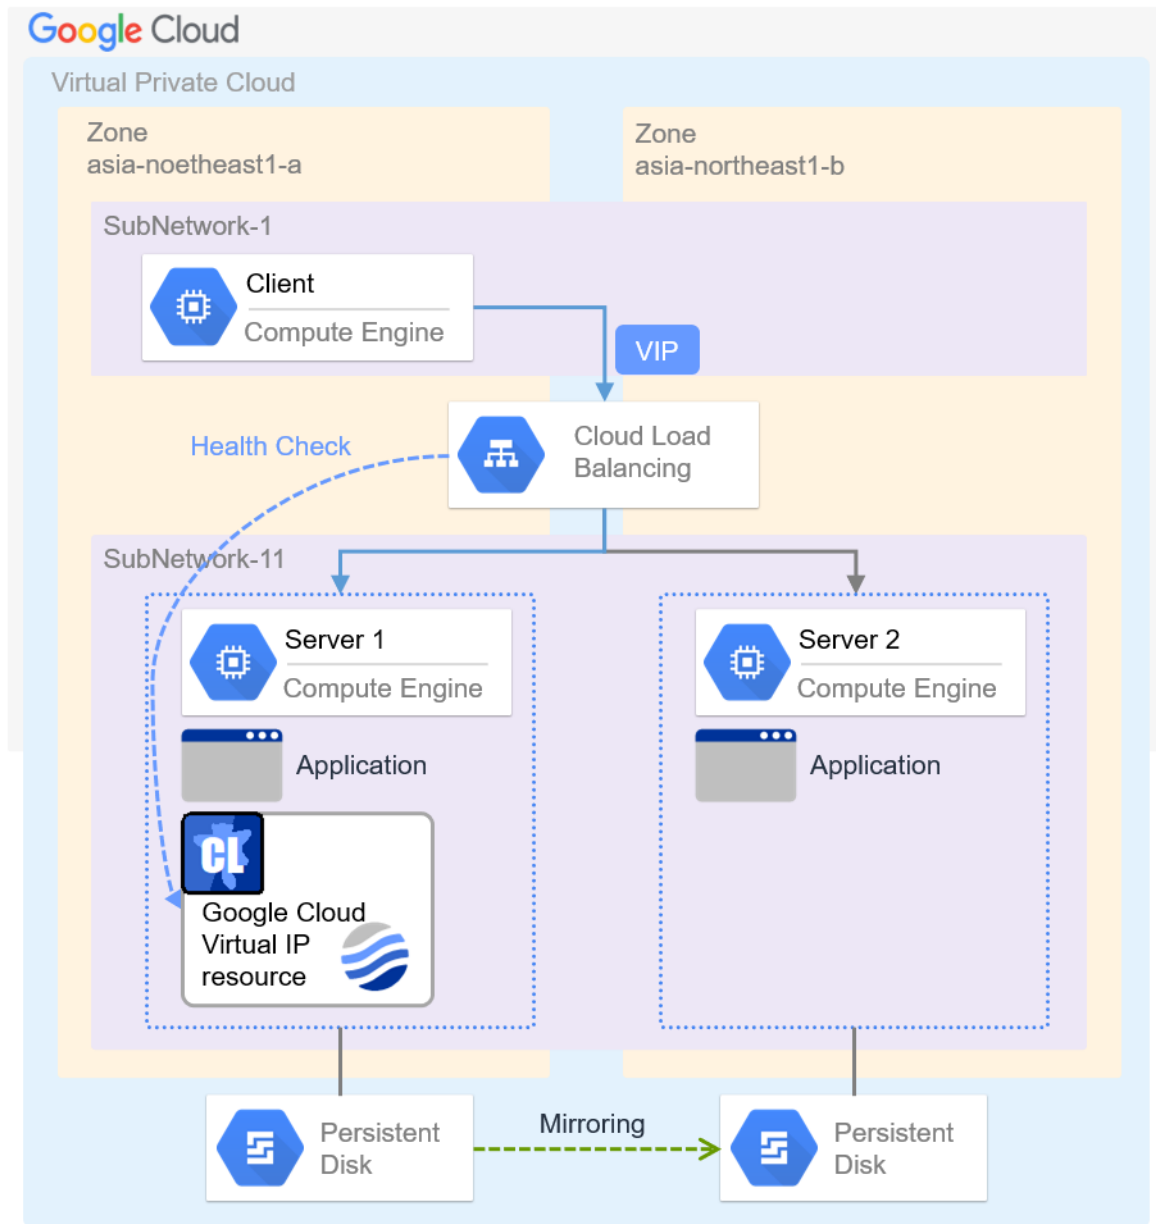 Google Cloud
Virtual Private Cloud
Zone
asia-noetheast1-a
Zone
asia-northeast1-b
SubNetwork-1
Client
Compute Engine
VIP
Health Check
Cloud Load
Balancing
SubNetwork-11
Server 1
Compute Engine
Application
CL
Google Cloud
Virtual IP
resource
Server 2
Compute Engine
Application
Persistent
Disk
Mirroring
Persistent
Disk